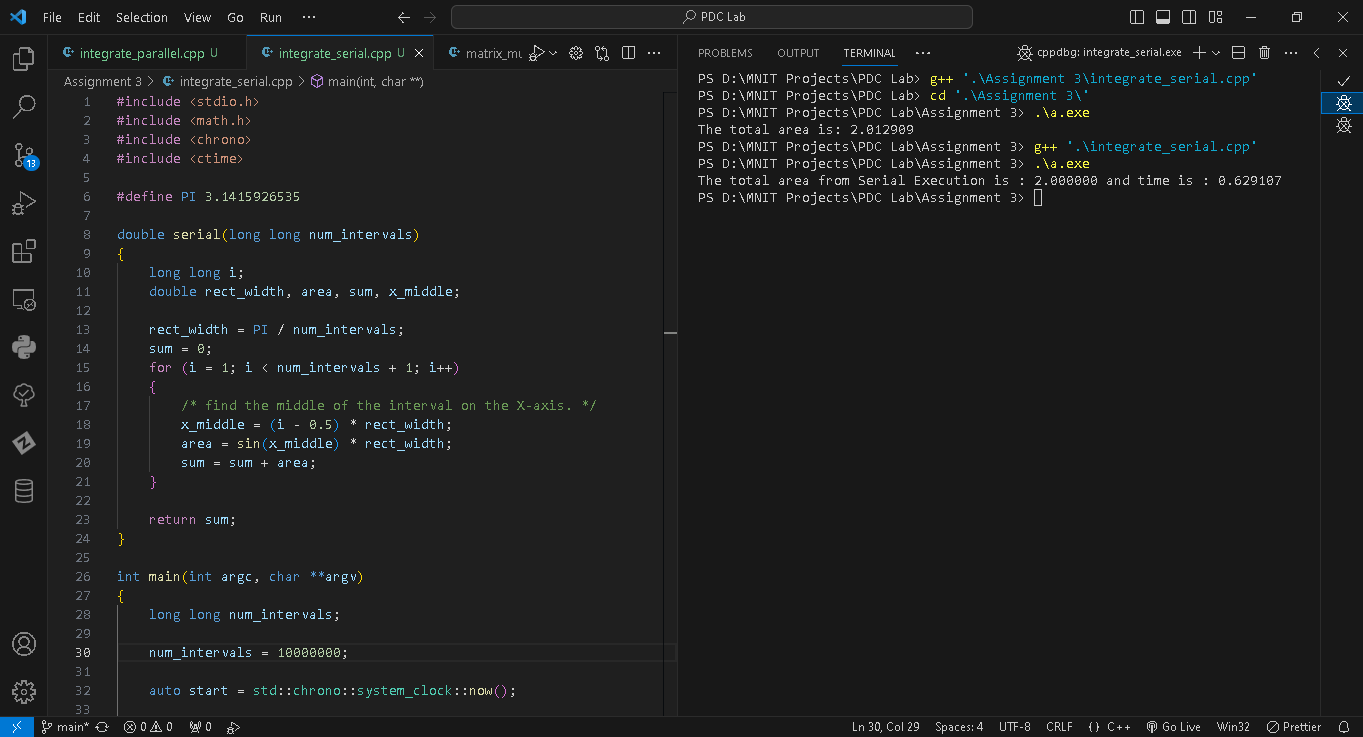 File Edit Selection View Go Run ··· PDC Lab
integrate_parallel.cpp U integrate_serial.cpp U matrix_mu
Assignment 3 > integrate_serial.cpp > main(int, char **)
1 #include <stdio.h>
2 #include <math.h>
3 #include <chrono>
4 #include <ctime>
5
6 #define PI 3.1415926535
7
8 double serial(long long num_intervals)
9 {
10 long long i;
11 double rect_width, area, sum, x_middle;
12
13 rect_width = PI / num_intervals;
14 sum = 0;
15 for (i = 1; i < num_intervals + 1; i++)
16 {
17 /* find the middle of the interval on the X-axis. */
18 x_middle = (i - 0.5) * rect_width;
19 area = sin(x_middle) * rect_width;
20 sum = sum + area;
21 }
22
23 return sum;
24 }
25
26 int main(int argc, char **argv)
27 {
28 long long num_intervals;
29
30 num_intervals = 10000000;
31
32 auto start = std::chrono::system_clock::now();
33
PROBLEMS OUTPUT TERMINAL ··· cppdbg: integrate_serial.exe
PS D:\MNIT Projects\PDC Lab> g++ '.\Assignment 3\integrate_serial.cpp'
PS D:\MNIT Projects\PDC Lab> cd '.\Assignment 3\'
PS D:\MNIT Projects\PDC Lab\Assignment 3> .\a.exe
The total area is: 2.012909
PS D:\MNIT Projects\PDC Lab\Assignment 3> g++ '.\integrate_serial.cpp'
PS D:\MNIT Projects\PDC Lab\Assignment 3> .\a.exe
The total area from Serial Execution is : 2.000000 and time is : 0.629107
PS D:\MNIT Projects\PDC Lab\Assignment 3>
13
main* 0 0 0 Ln 30, Col 29 Spaces: 4 UTF-8 CRLF {} C++ Go Live Win32 Prettier